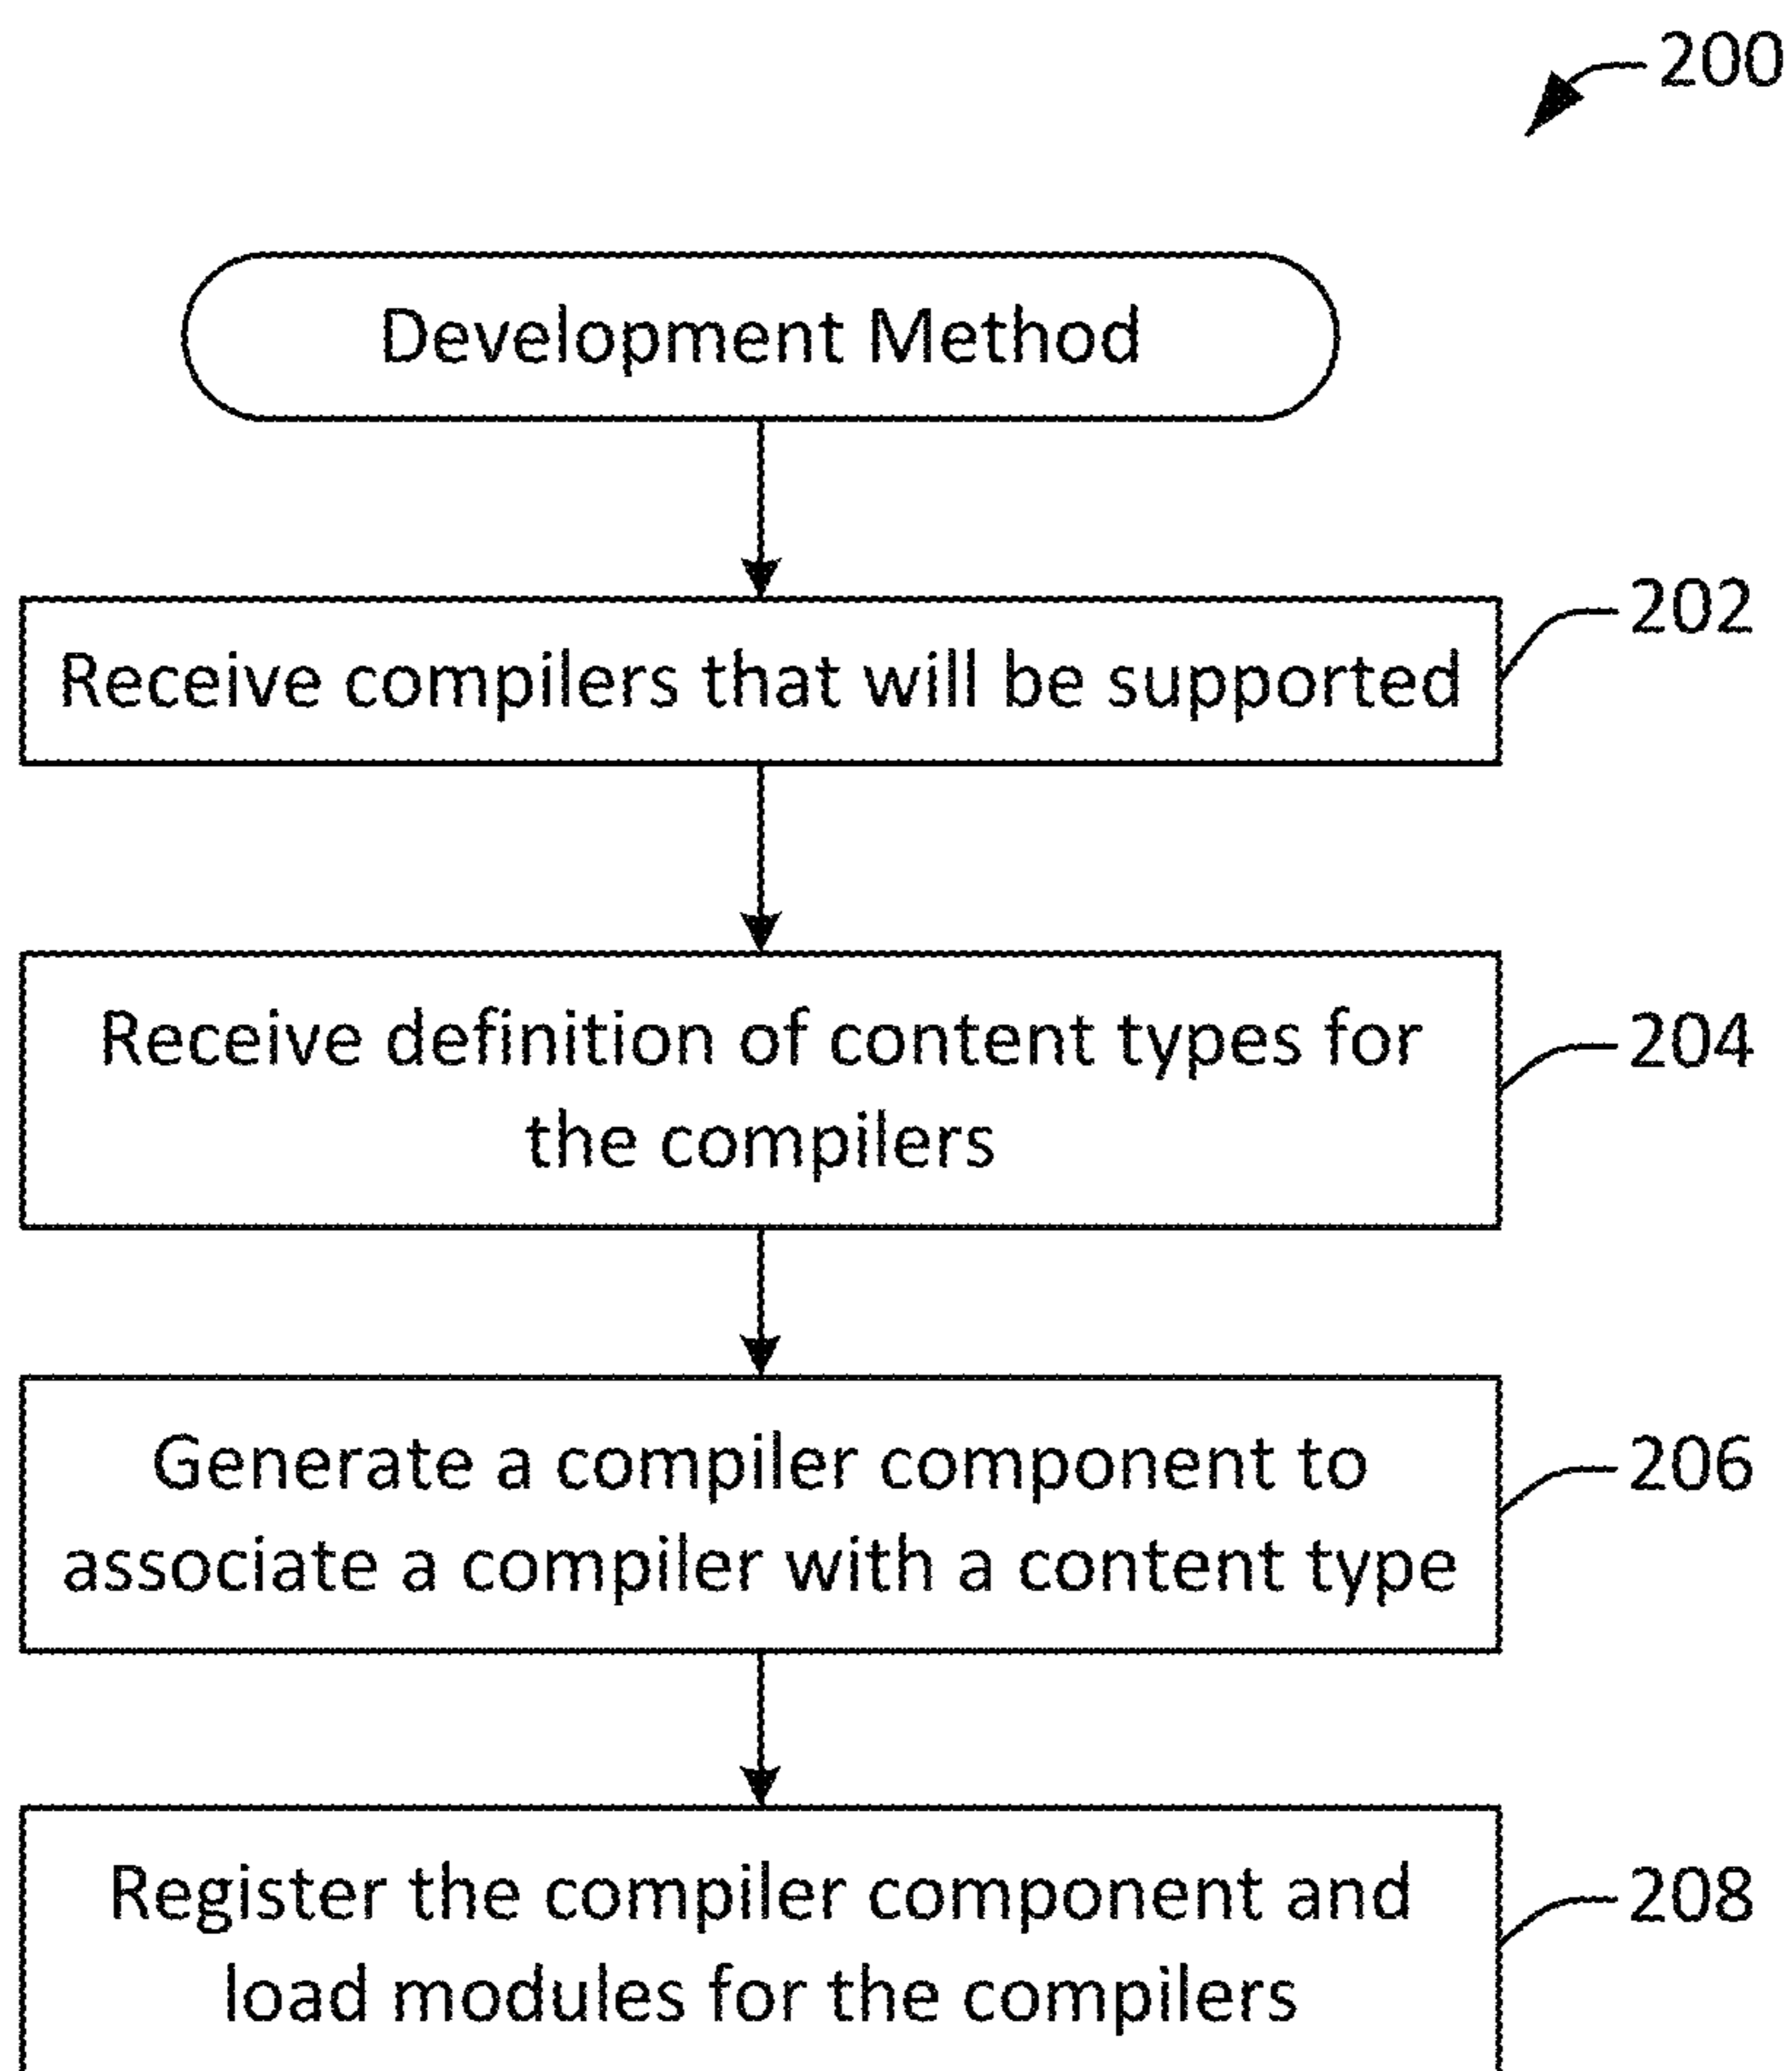 200
Development Method
202
Receive compilers that will be supported
Receive definition of content types for
the compilers
204
Generate a compiler component to
associate a compiler with a content type
206
Register the compiler component and
load modules for the compilers
208